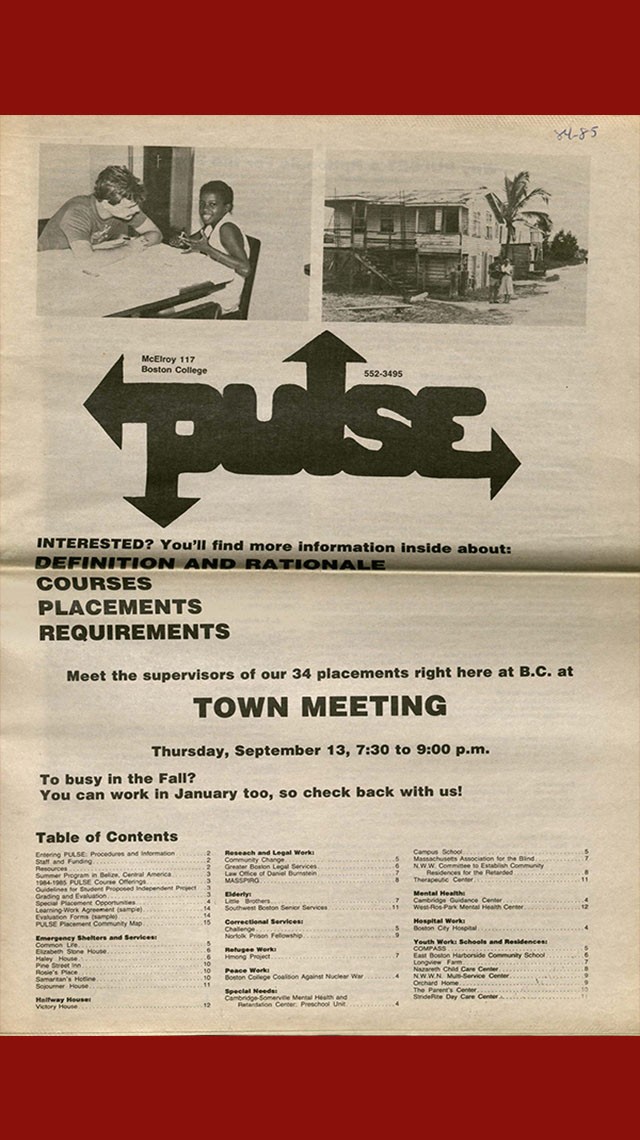 84-85
McElroy 117
Boston College
552-3495
pulse
INTERESTED? You'll find more information inside about:
DEFINITION AND RATIONALE
COURSES
PLACEMENTS
REQUIREMENTS
Meet the supervisors of our 34 placements right here at B.C. at
TOWN MEETING
Thursday, September 13, 7:30 to 9:00 p.m.
To busy in the Fall?
You can work in January too, so check back with us!
Table of Contents
Entering PULSE: Procedures and Information 2
Staff and Funding 2
Resources 2
Summer Program in Belize, Central America 3
1984-1985 PULSE Course Offerings 3
Guidelines for Student Proposed Independent Project 3
Grading and Evaluation 3
Special Placement Opportunities 4
Learning-Work Agreement (sample) 14
Evaluation Forms (sample) 14
PULSE Placement Community Map 15
Emergency Shelters and Services:
Common Life 5
Elizabeth Stone House 6
Haley House 6
Pine Street Inn 10
Rosie's Place 10
Samaritan's Hotline 10
Sojourner House 11
Halfway House:
Victory House 12
Reseach and Legal Work:
Community Change 5
Greater Boston Legal Services 6
Law Office of Daniel Burnstein 7
MASSPIRG 8
Elderly:
Little Brothers 7
Southwest Boston Senior Services 11
Correctional Services:
Challenge 5
Norfolk Prison Fellowship 9
Refugee Work:
Hmong Project 7
Peace Work:
Boston College Coalition Against Nuclear War 4
Special Needs:
Cambridge-Somerville Mental Health and
Retardation Center: Preschool Unit 4
Campus School 5
Massachusetts Association for the Blind 7
N.W.W. Committee to Establish Community
Residences for the Retarded 8
Therapeutic Center 11
Mental Health:
Cambridge Guidance Center 4
West-Ros-Park Mental Health Center 12
Hospital Work:
Boston City Hospital 4
Youth Work: Schools and Residences:
COMPASS 5
East Boston Harborside Community School 6
Longview Farm 7
Nazareth Child Care Center 8
N.W.W.N. Multi-Service Center 9
Orchard Home 9
The Parent's Center
StrideRite Day Care Center